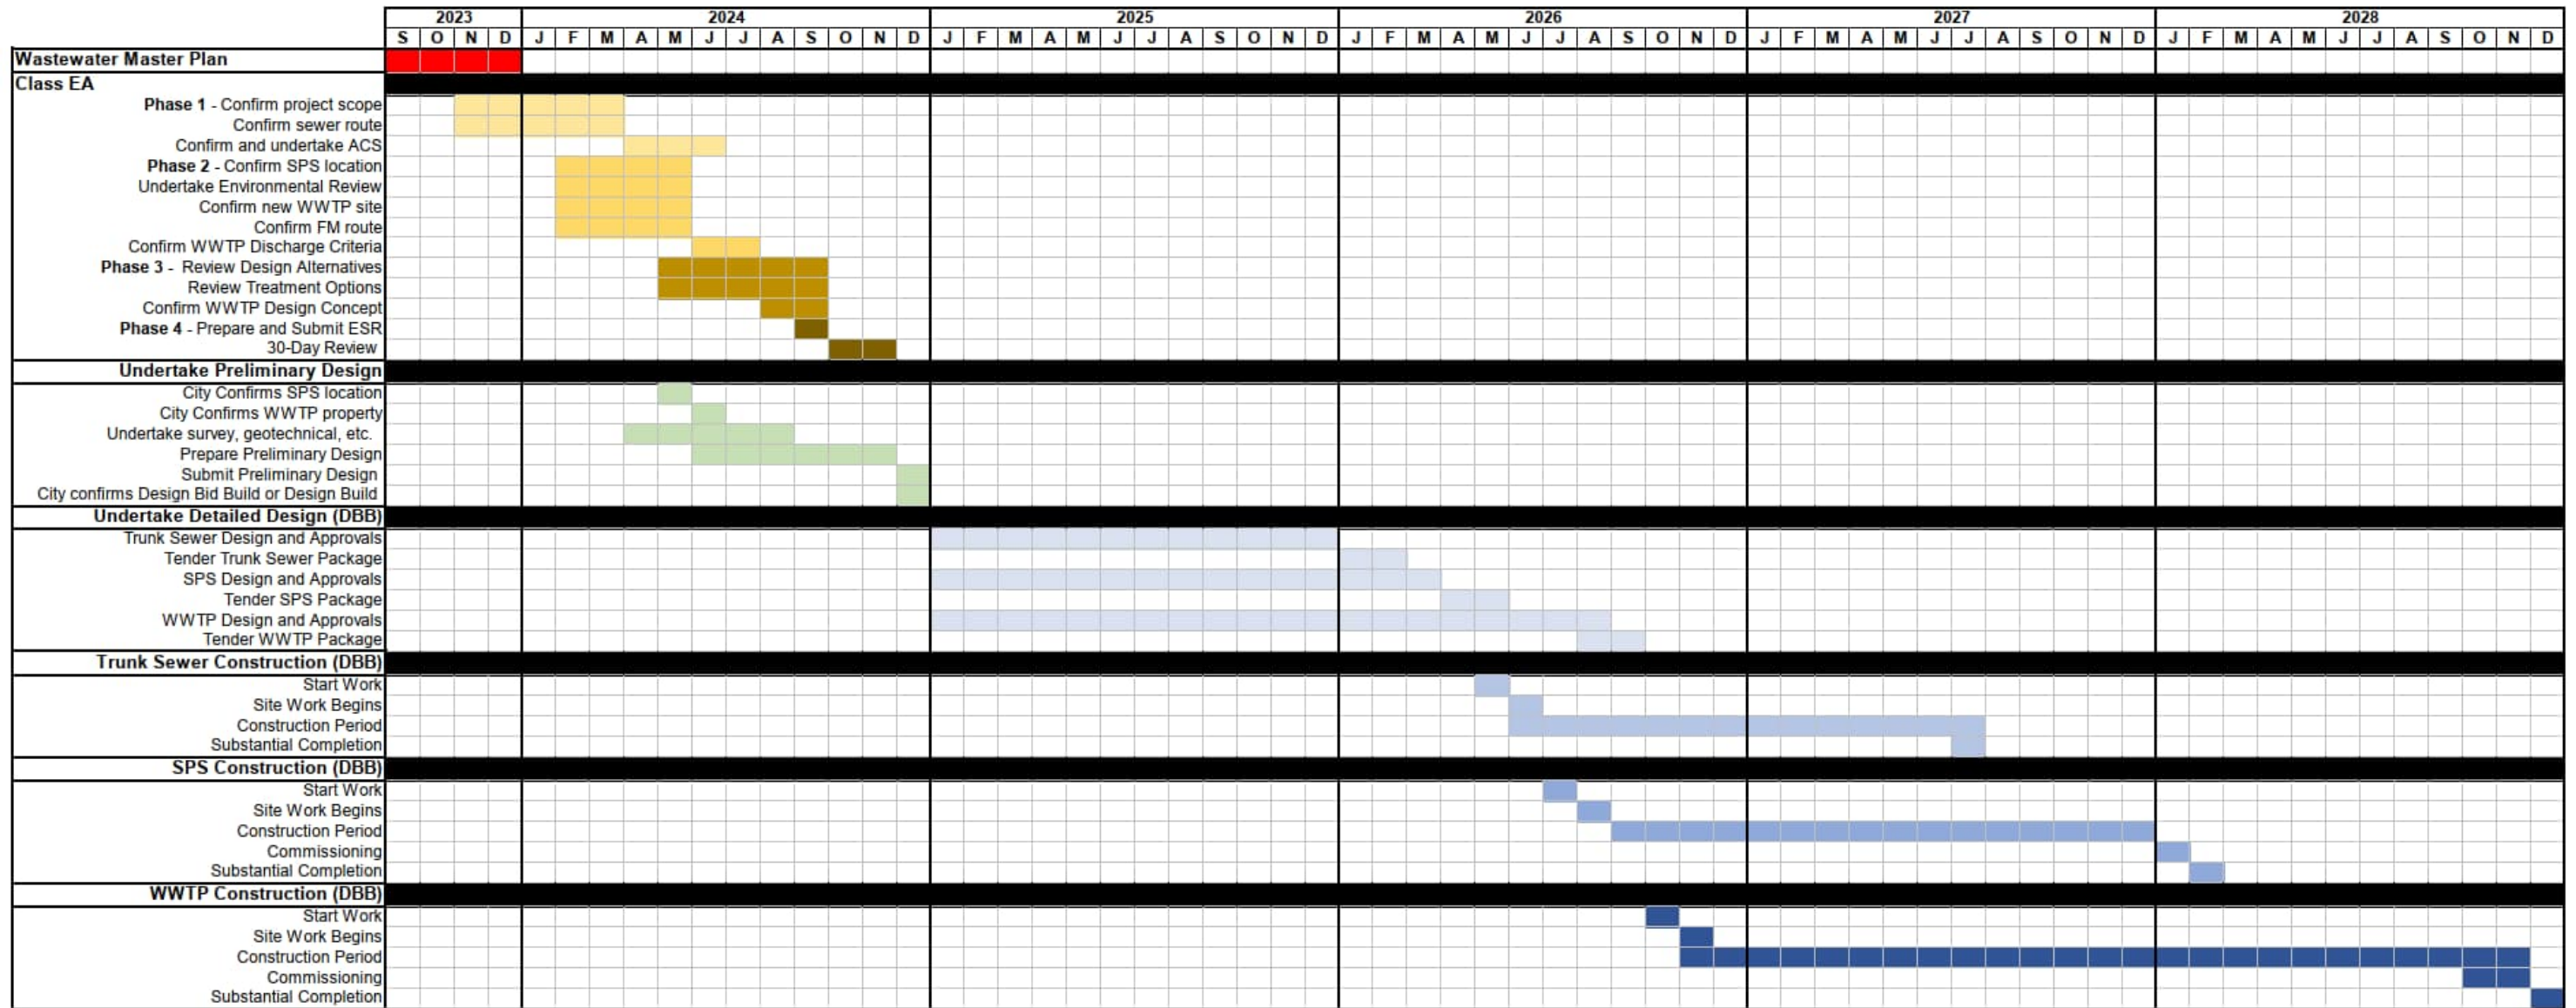 2023 2024 2025 2026 2027 2028
S O N D J F M A M J J A S O N D J F M A M J J A S O N D J F M A M J J A S O N D J F M A M J J A S O N D J F M A M J J A S O N D
Wastewater Master Plan
Class EA
Phase 1 - Confirm project scope
Confirm sewer route
Confirm and undertake ACS
Phase 2 - Confirm SPS location
Undertake Environmental Review
Confirm new WWTP site
Confirm FM route
Confirm WWTP Discharge Criteria
Phase 3 - Review Design Alternatives
Review Treatment Options
Confirm WWTP Design Concept
Phase 4 - Prepare and Submit ESR
30-Day Review
Undertake Preliminary Design
City Confirms SPS location
City Confirms WWTP property
Undertake survey, geotechnical, etc.
Prepare Preliminary Design
Submit Preliminary Design
City confirms Design Bid Build or Design Build
Undertake Detailed Design (DBB)
Trunk Sewer Design and Approvals
Tender Trunk Sewer Package
SPS Design and Approvals
Tender SPS Package
WWTP Design and Approvals
Tender WWTP Package
Trunk Sewer Construction (DBB)
Start Work
Site Work Begins
Construction Period
Substantial Completion
SPS Construction (DBB)
Start Work
Site Work Begins
Construction Period
Commissioning
Substantial Completion
WWTP Construction (DBB)
Start Work
Site Work Begins
Construction Period
Commissioning
Substantial Completion